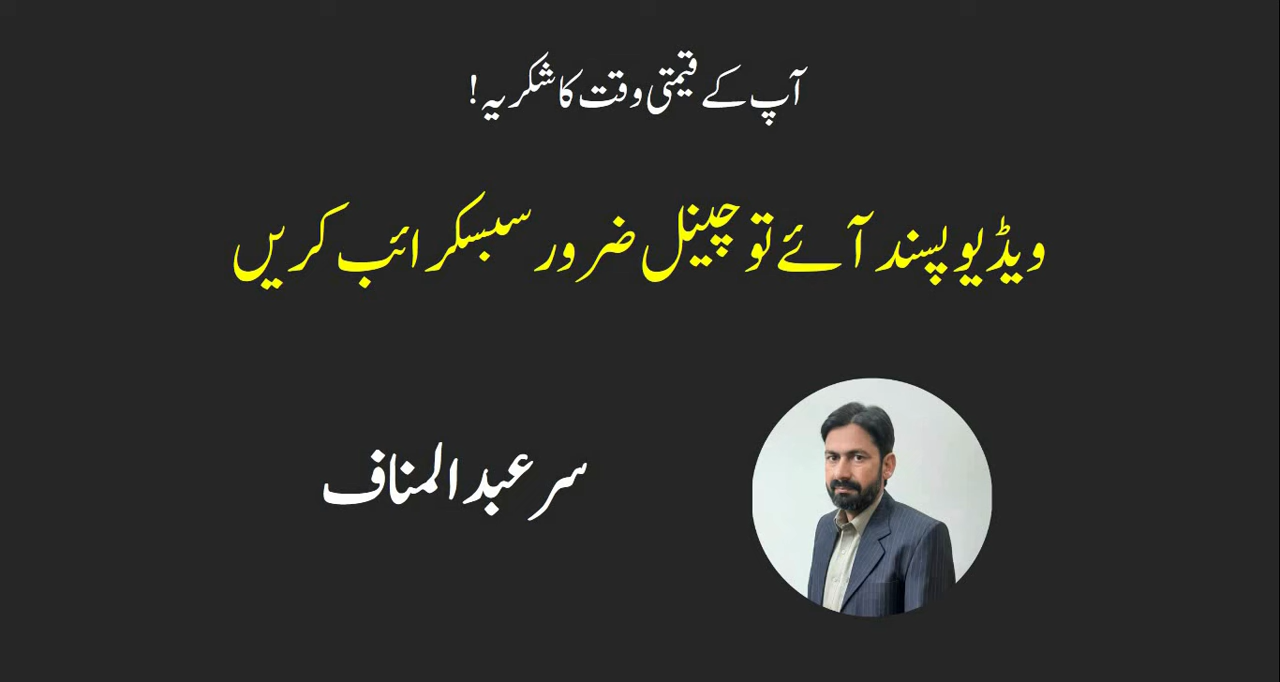 آپ کے قیمتی وقت کا شکریہ!
ویڈیو پسند آئے تو چینل ضرور سبسکرائب کریں
سر عبدالمناف